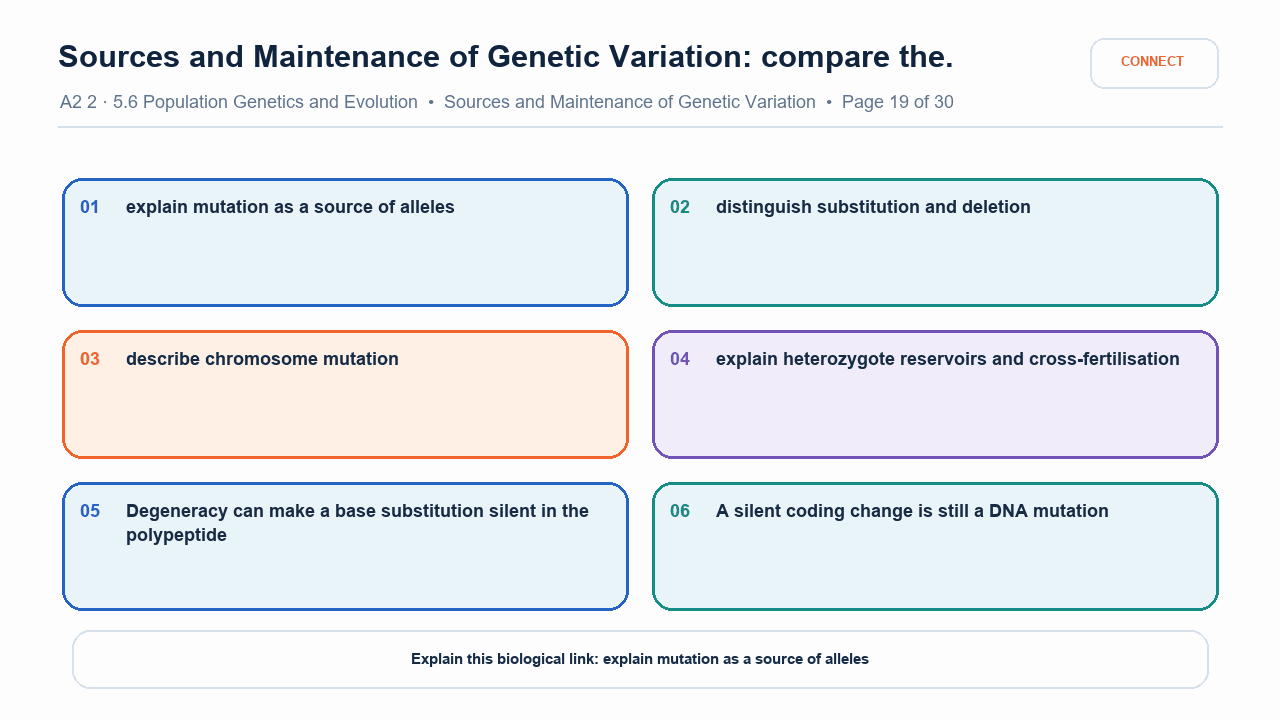 Sources and Maintenance of Genetic Variation: compare the.
CONNECT
A2 2 · 5.6 Population Genetics and Evolution • Sources and Maintenance of Genetic Variation • Page 19 of 30
01 explain mutation as a source of alleles
02 distinguish substitution and deletion
03 describe chromosome mutation
04 explain heterozygote reservoirs and cross-fertilisation
05 Degeneracy can make a base substitution silent in the
polypeptide
06 A silent coding change is still a DNA mutation
Explain this biological link: explain mutation as a source of alleles